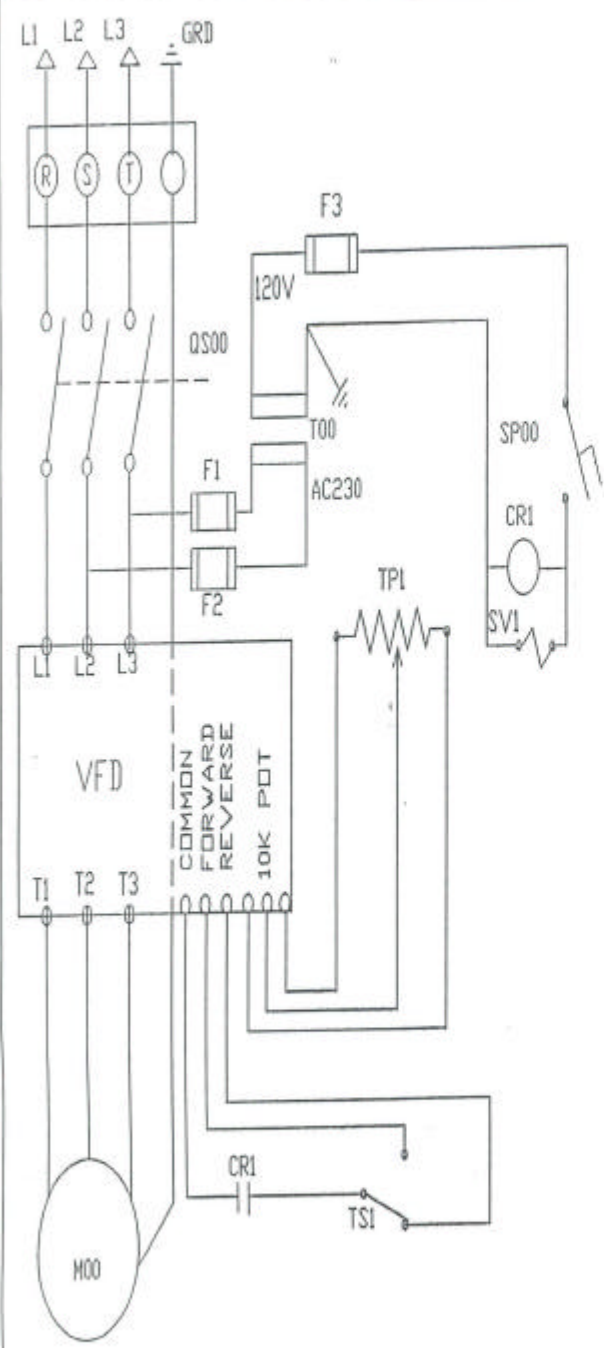 L1 L2 L3 GRD
R S T
F3
120V
QS00
T00
SP00
F1
AC230
CR1
F2
TP1
SV1
L1 L2 L3
VFD
COMMON
FORWARD
REVERSE
10K POT
T1 T2 T3
CR1
TS1
M00